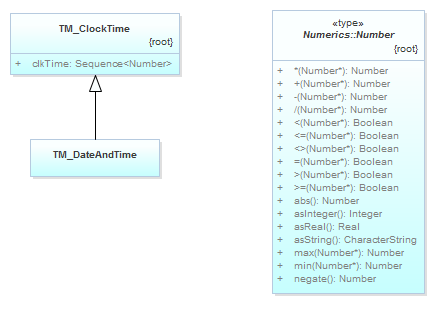 TM_ClockTime
{root}
+ clkTime: Sequence<Number>
TM_DateAndTime
«type»
Numerics::Number
{root}
+ *(Number*): Number
+ +(Number*): Number
+ -(Number*): Number
+ /(Number*): Number
+ <(Number*): Boolean
+ <=(Number*): Boolean
+ <>(Number*): Boolean
+ =(Number*): Boolean
+ >(Number*): Boolean
+ >=(Number*): Boolean
+ abs(): Number
+ asInteger(): Integer
+ asReal(): Real
+ asString(): CharacterString
+ max(Number*): Number
+ min(Number*): Number
+ negate(): Number